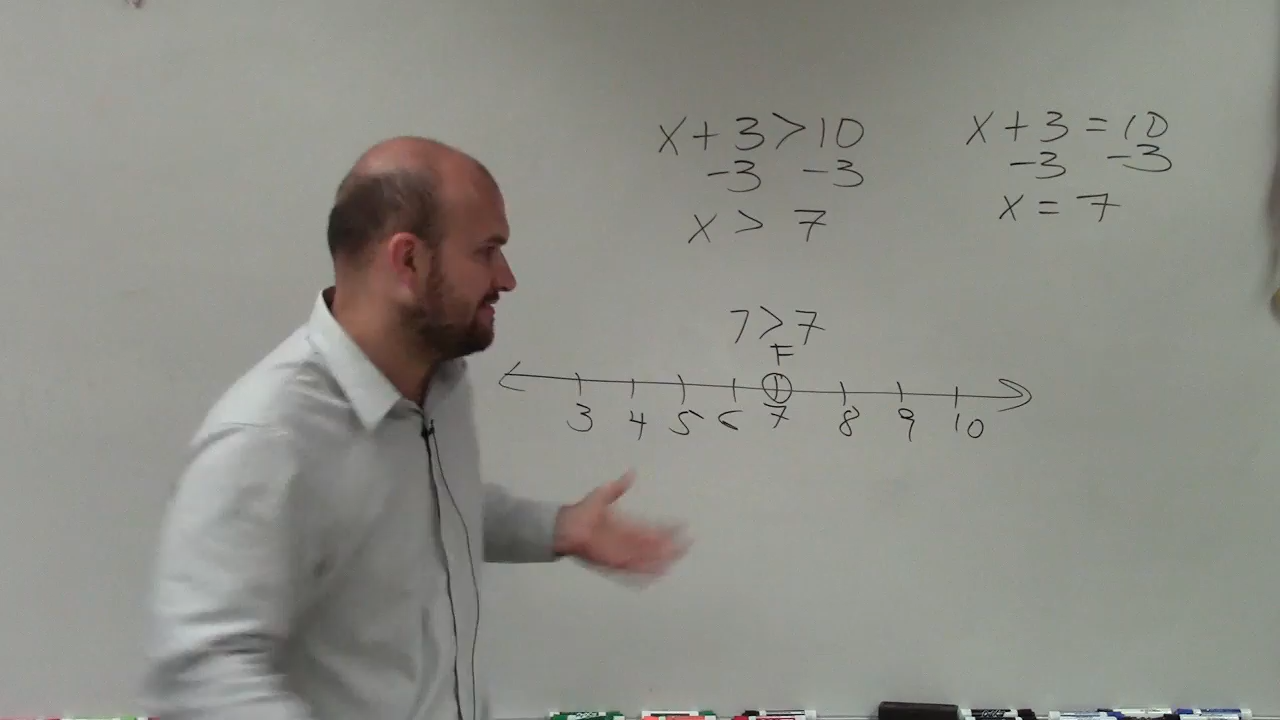 x + 3 > 10
-3 -3
x > 7
x + 3 = 10
-3 -3
x = 7
7 > 7
F
3 4 5 6 7 8 9 10